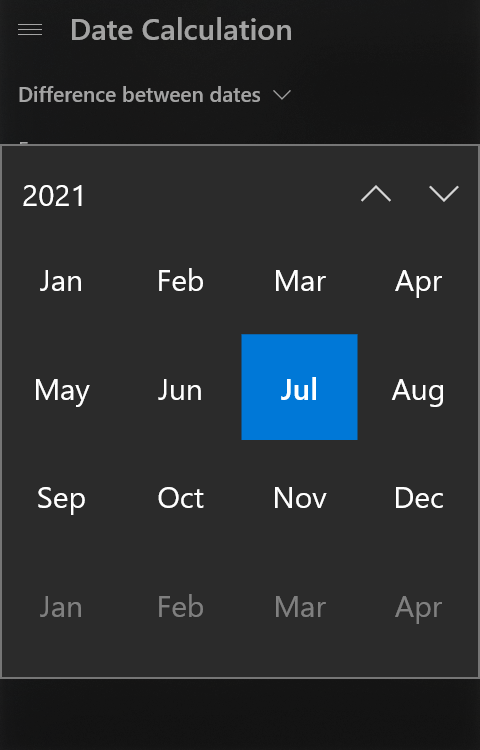 Date Calculation
Difference between dates
2021
Jan Feb Mar Apr
May Jun Jul Aug
Sep Oct Nov Dec
Jan Feb Mar Apr